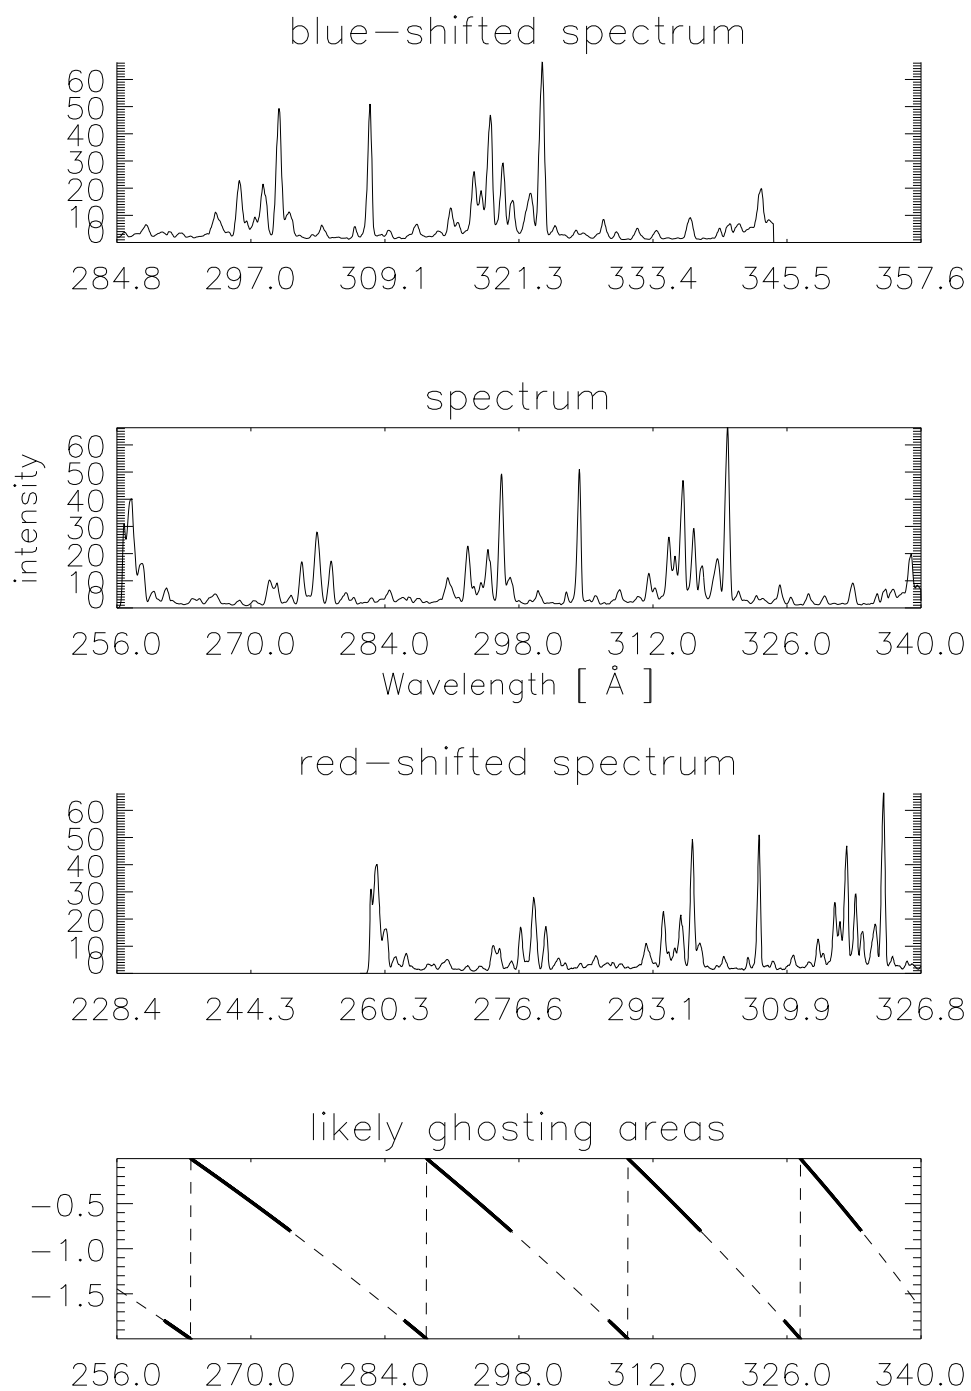 blue-shifted spectrum
60
50
40
30
20
10
0
284.8 297.0 309.1 321.3 333.4 345.5 357.6
spectrum
intensity
60
50
40
30
20
10
0
256.0 270.0 284.0 298.0 312.0 326.0 340.0
Wavelength [ Å ]
red-shifted spectrum
60
50
40
30
20
10
0
228.4 244.3 260.3 276.6 293.1 309.9 326.8
likely ghosting areas
-0.5
-1.0
-1.5
256.0 270.0 284.0 298.0 312.0 326.0 340.0